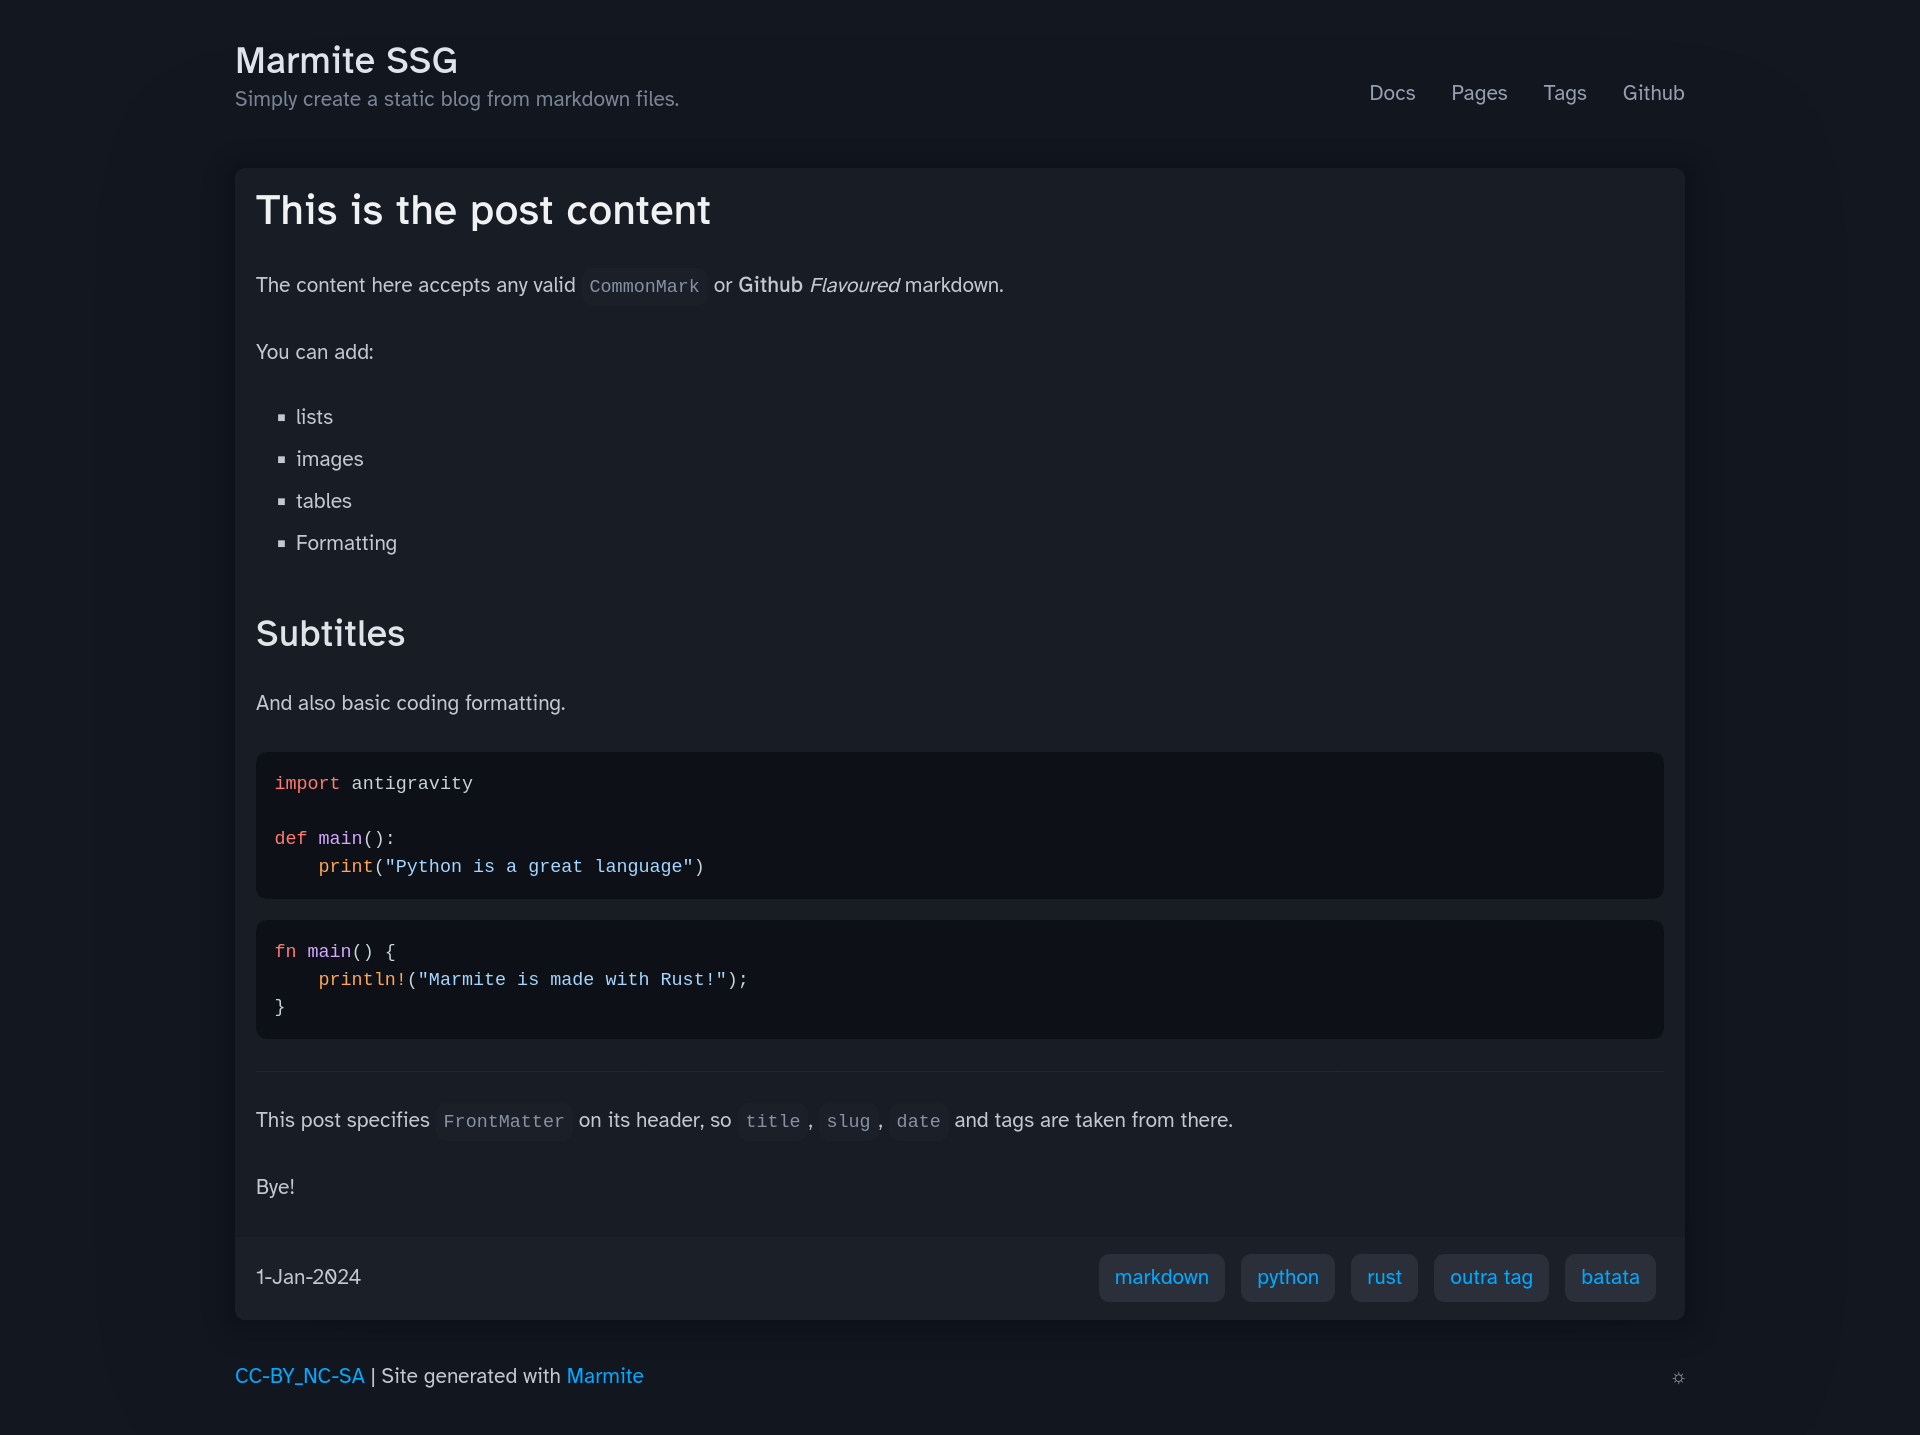 Marmite SSG
Simply create a static blog from markdown files.
Docs Pages Tags Github
This is the post content
The content here accepts any valid CommonMark or Github Flavoured markdown.
You can add:
▪ lists
▪ images
▪ tables
▪ Formatting
Subtitles
And also basic coding formatting.
import antigravity
def main():
    print("Python is a great language")
fn main() {
    println!("Marmite is made with Rust!");
}
This post specifies FrontMatter on its header, so title, slug, date and tags are taken from there.
Bye!
1-Jan-2024 markdown python rust outra tag batata
CC-BY_NC-SA | Site generated with Marmite